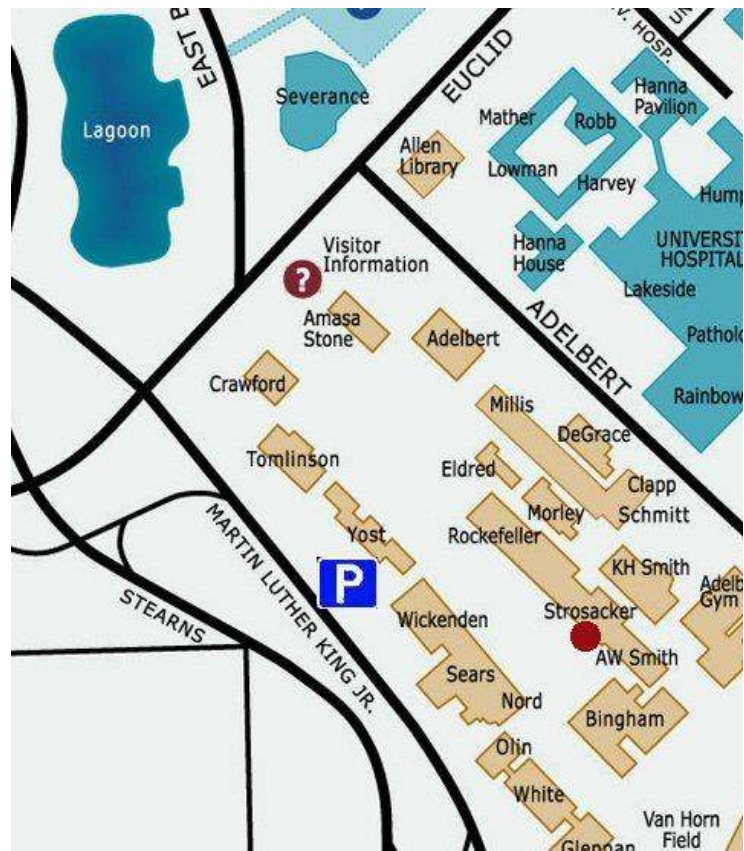 EAST B
V. HOSP.
UN
EUCLID
Severance
Lagoon
Hanna
Pavilion
Mather
Robb
Allen
Library
Lowman
Harvey
Hump
Hanna
House
UNIVERSI
HOSPITAL
Visitor
Information
?
Lakeside
ADELBERT
Amasa
Stone
Adelbert
Patholo
Crawford
Rainbow
Millis
DeGrace
Tomlinson
Eldred
Clapp
Morley
Schmitt
MARTIN LUTHER KING JR.
Yost
Rockefeller
KH Smith
P
Adelb
Gym
STEARNS
Wickenden
Strosacker
AW Smith
Sears
Nord
Bingham
Olin
White
Van Horn
Field
Glennan